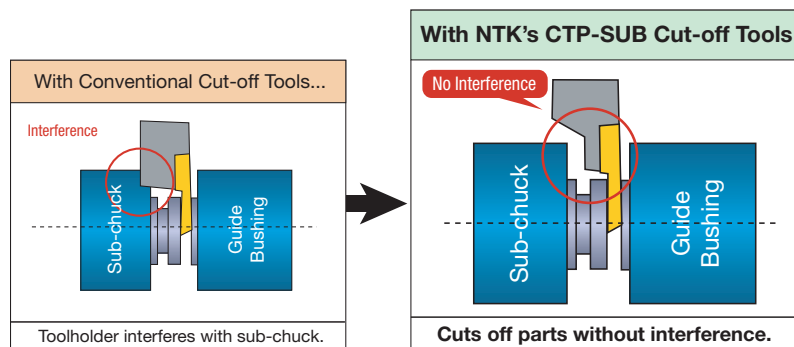 With Conventional Cut-off Tools...
Interference
Sub-chuck
Guide
Bushing
Toolholder interferes with sub-chuck.
With NTK's CTP-SUB Cut-off Tools
No Interference
Sub-chuck
Guide
Bushing
Cuts off parts without interference.